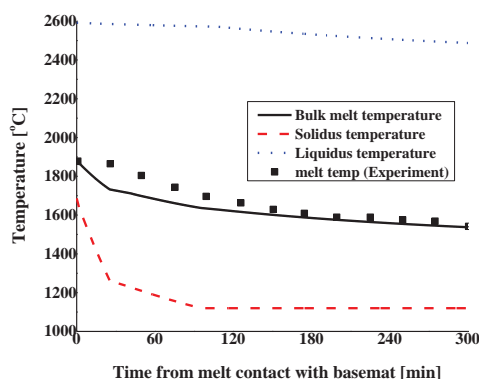 2600
2400
2200
2000
1800
1600
1400
1200
1000
Temperature [°C]
Bulk melt temperature
Solidus temperature
Liquidus temperature
melt temp (Experiment)
0 60 120 180 240 300
Time from melt contact with basemat [min]